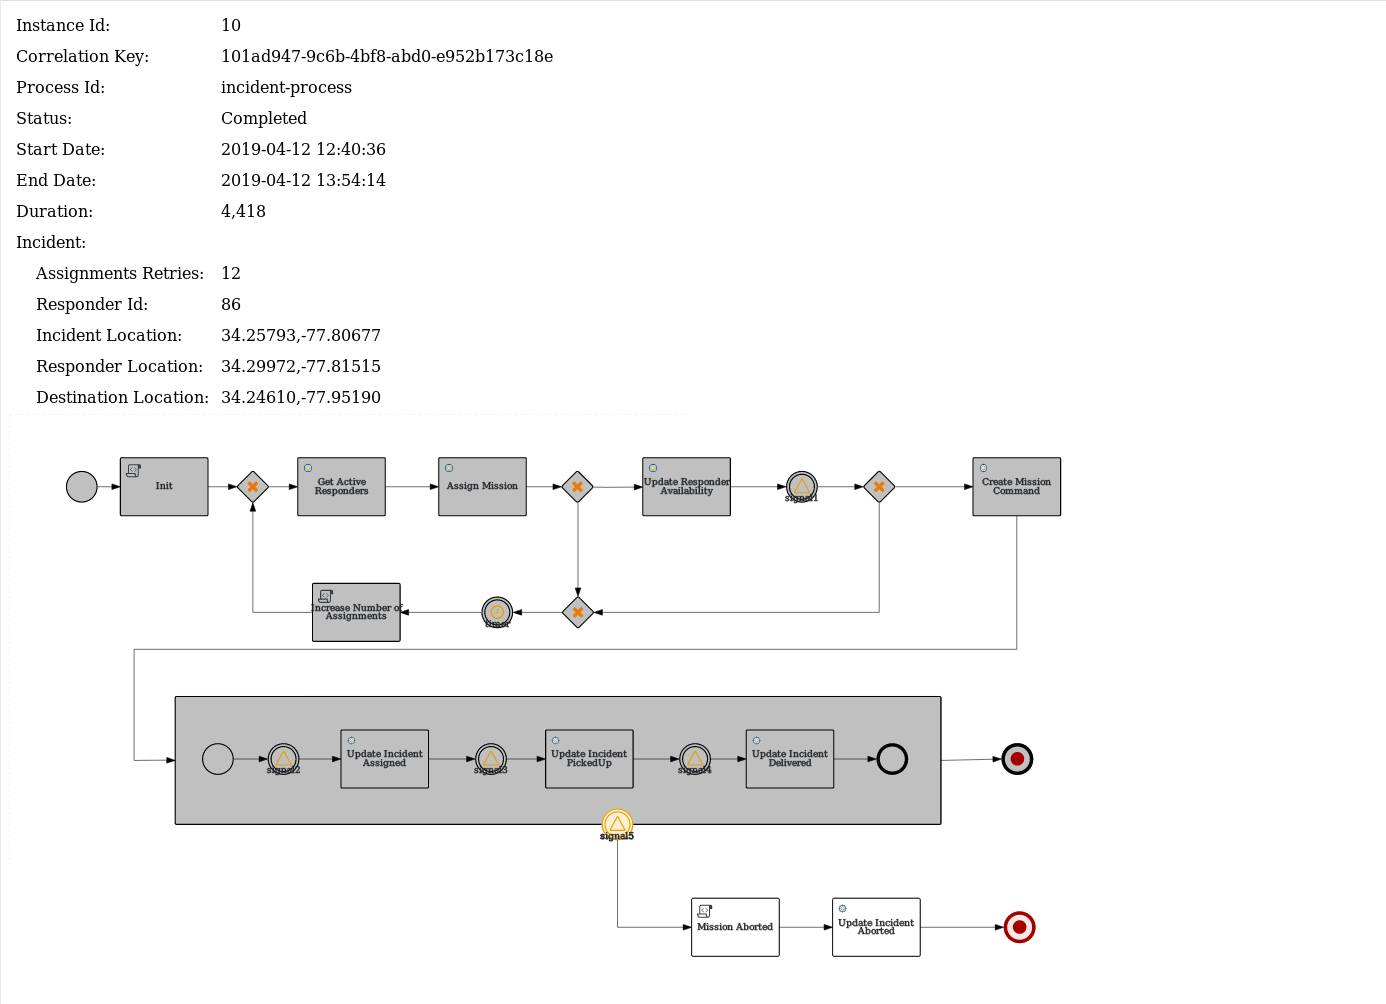 Instance Id: 10
Correlation Key: 101ad947-9c6b-4bf8-abd0-e952b173c18e
Process Id: incident-process
Status: Completed
Start Date: 2019-04-12 12:40:36
End Date: 2019-04-12 13:54:14
Duration: 4,418
Incident:
Assignments Retries: 12
Responder Id: 86
Incident Location: 34.25793,-77.80677
Responder Location: 34.29972,-77.81515
Destination Location: 34.24610,-77.95190
Init
Get Active
Responders
Assign Mission
Update Responder
Availability
signal1
Create Mission
Command
Increase Number of
Assignments
timer
signal2
Update Incident
Assigned
signal3
Update Incident
PickedUp
signal4
Update Incident
Delivered
signal5
Mission Aborted
Update Incident
Aborted